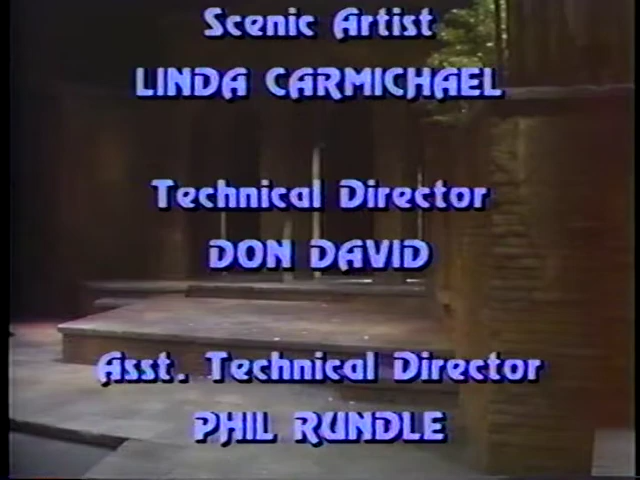 Scenic Artist
LINDA CARMICHAEL
Technical Director
DON DAVID
Asst. Technical Director
PHIL RUNDLE